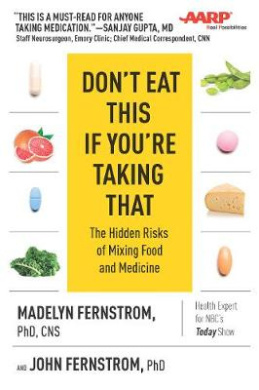 "THIS IS A MUST-READ FOR ANYONE
TAKING MEDICATION."—SANJAY GUPTA, MD
Staff Neurosurgeon, Emory Clinic; Chief Medical Correspondent, CNN
AARP
Real Possibilities
DON'T EAT
THIS
IF YOU'RE
TAKING
THAT
The Hidden Risks
of Mixing Food
and Medicine
MADELYN FERNSTROM,
PhD, CNS
Health Expert
for NBC's
Today Show
AND JOHN FERNSTROM, PhD